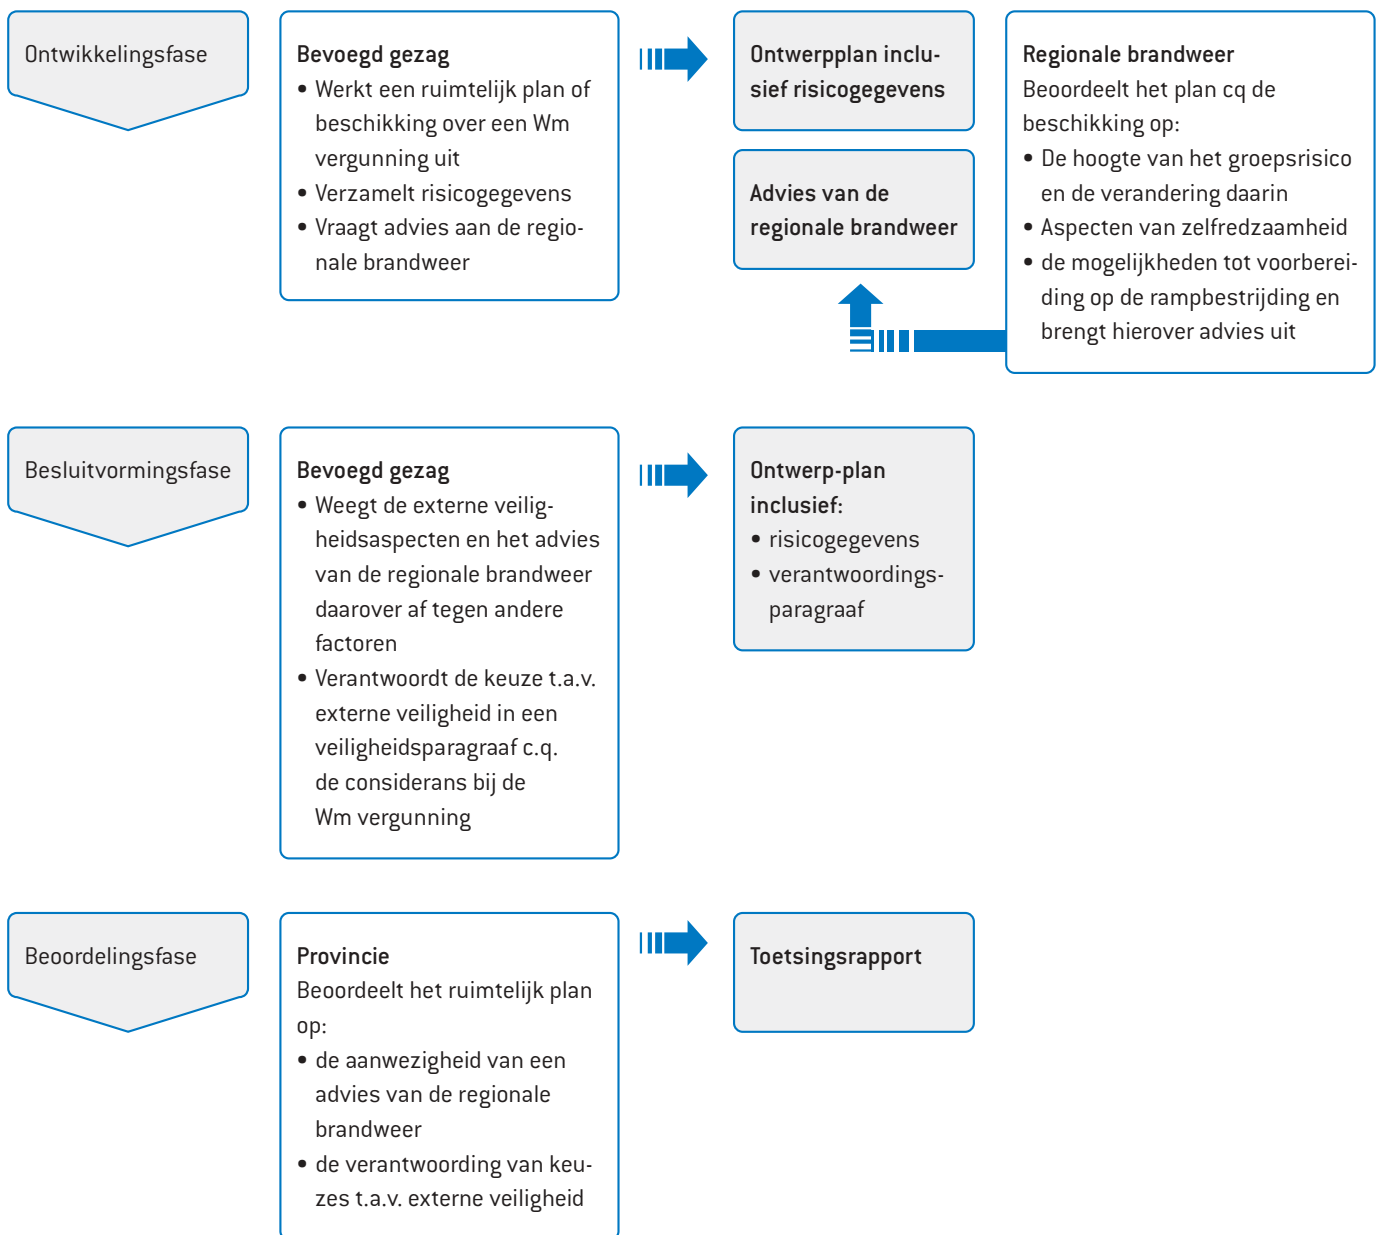 Ontwikkelingsfase
Bevoegd gezag
• Werkt een ruimtelijk plan of
beschikking over een Wm
vergunning uit
• Verzamelt risicogegevens
• Vraagt advies aan de regio-
nale brandweer
Ontwerpplan inclu-
sief risicogegevens
Advies van de
regionale brandweer
Regionale brandweer
Beoordeelt het plan cq de
beschikking op:
• De hoogte van het groepsrisico
en de verandering daarin
• Aspecten van zelfredzaamheid
• de mogelijkheden tot voorberei-
ding op de rampbestrijding en
brengt hierover advies uit
Besluitvormingsfase
Bevoegd gezag
• Weegt de externe veilig-
heidsaspecten en het advies
van de regionale brandweer
daarover af tegen andere
factoren
• Verantwoordt de keuze t.a.v.
externe veiligheid in een
veiligheidsparagraaf c.q.
de considerans bij de
Wm vergunning
Ontwerp-plan
inclusief:
• risicogegevens
• verantwoordings-
paragraaf
Beoordelingsfase
Provincie
Beoordeelt het ruimtelijk plan
op:
• de aanwezigheid van een
advies van de regionale
brandweer
• de verantwoording van keu-
zes t.a.v. externe veiligheid
Toetsingsrapport